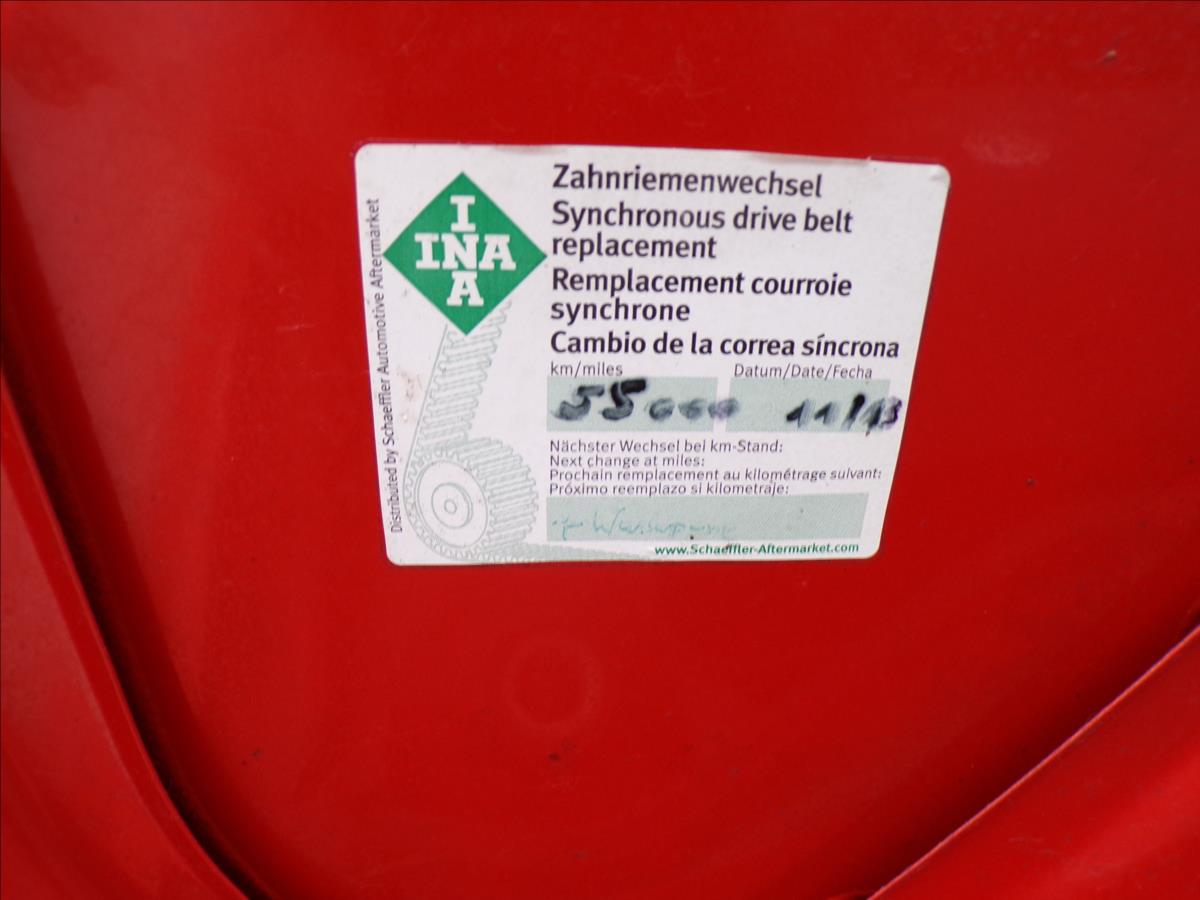 INA
INA
Distributed by Schaeffler Automotive Aftermarket
Zahnriemenwechsel
Synchronous drive belt
replacement
Remplacement courroie
synchrone
Cambio de la correa síncrona
km/miles Datum/Date/Fecha
55000 11/13
Nächster Wechsel bei km-Stand:
Next change at miles:
Prochain remplacement au kilométrage suivant:
Próximo reemplazo si kilometraje:
www.Schaeffler-Aftermarket.com